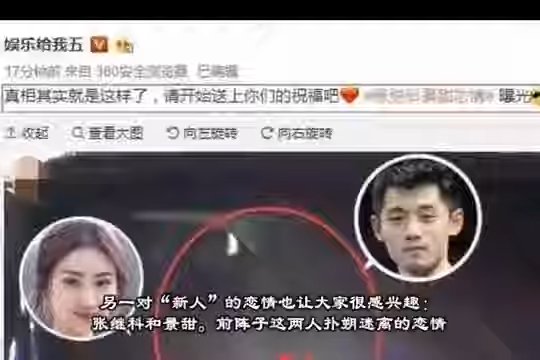 娱乐给我五
17分钟前 来自 360安全浏览器 已编辑
真相其实就是这样了，请开始送上你们的祝福吧 曝光
收起 查看大图 向左旋转 向右旋转
另一对“新人”的恋情也让大家很感兴趣：
张继科和景甜。前阵子这两人扑朔迷离的恋情